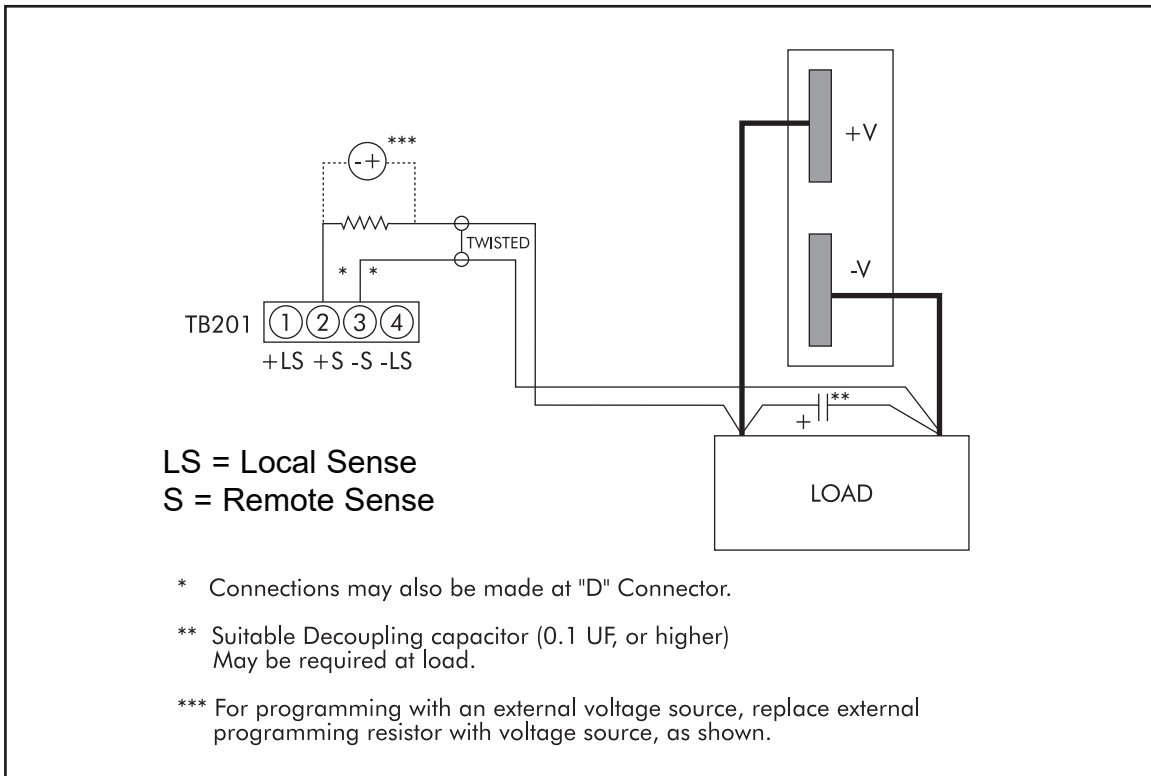 ***
- +
+V
TWISTED
* *
-V
TB201 1 2 3 4
+LS +S -S -LS
+ **
LS = Local Sense
S = Remote Sense
LOAD
* Connections may also be made at "D" Connector.
** Suitable Decoupling capacitor (0.1 UF, or higher)
May be required at load.
*** For programming with an external voltage source, replace external
programming resistor with voltage source, as shown.